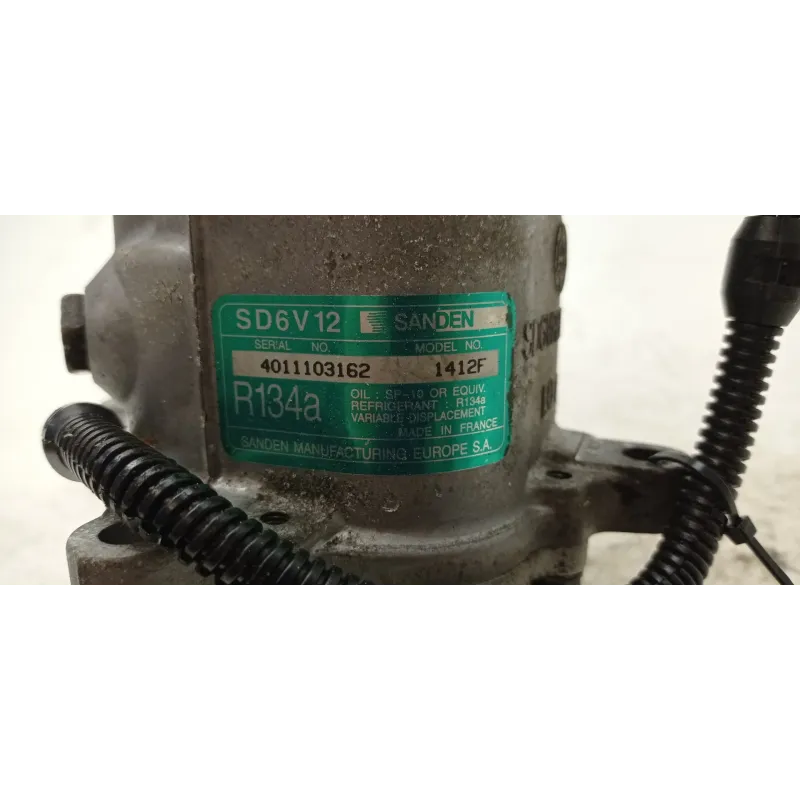 SD6V12 SANDEN
SERIAL NO. MODEL NO.
4011103162 1412F
R134a
OIL : SP-10 OR EQUIV.
REFRIGERANT : R134a
VARIABLE DISPLACEMENT
MADE IN FRANCE
SANDEN MANUFACTURING EUROPE S.A.